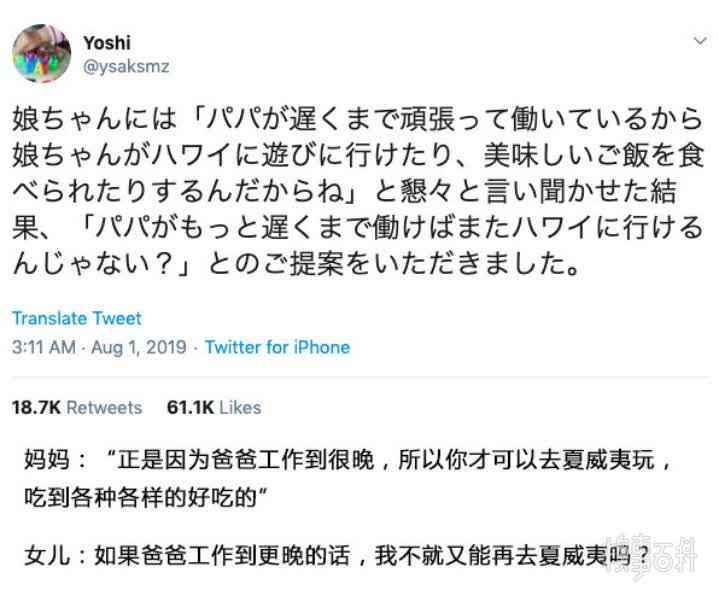 Yoshi
@ysaksmz
娘ちゃんには「パパが遅くまで頑張って働いているから
娘ちゃんがハワイに遊びに行けたり、美味しいご飯を食
べられたりするんだからね」と懇々と言い聞かせた結
果、「パパがもっと遅くまで働けばまたハワイに行ける
んじゃない？」とのご提案をいただきました。
Translate Tweet
3:11 AM · Aug 1, 2019 · Twitter for iPhone
18.7K Retweets 61.1K Likes
妈妈：“正是因为爸爸工作到很晚，所以你才可以去夏威夷玩，
吃到各种各样的好吃的”
女儿：如果爸爸工作到更晚的话，我不就又能再去夏威夷吗？